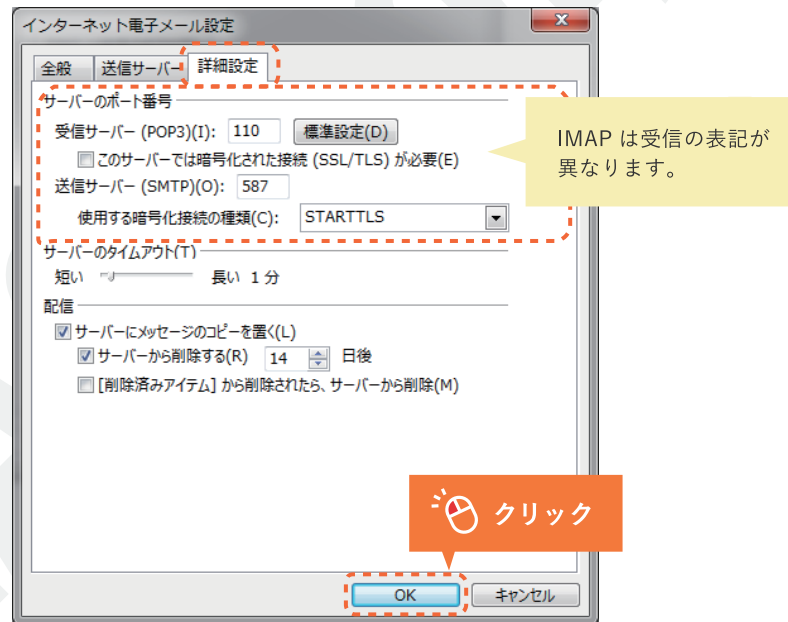 インターネット電子メール設定
全般 送信サーバー 詳細設定
サーバーのポート番号
受信サーバー (POP3)(I): 110 標準設定(D)
このサーバーでは暗号化された接続 (SSL/TLS) が必要(E)
送信サーバー (SMTP)(O): 587
使用する暗号化接続の種類(C): STARTTLS
IMAP は受信の表記が
異なります。
サーバーのタイムアウト(T)
短い 長い 1 分
配信
サーバーにメッセージのコピーを置く(L)
サーバーから削除する(R) 14 日後
[削除済みアイテム] から削除されたら、サーバーから削除(M)
クリック
OK キャンセル